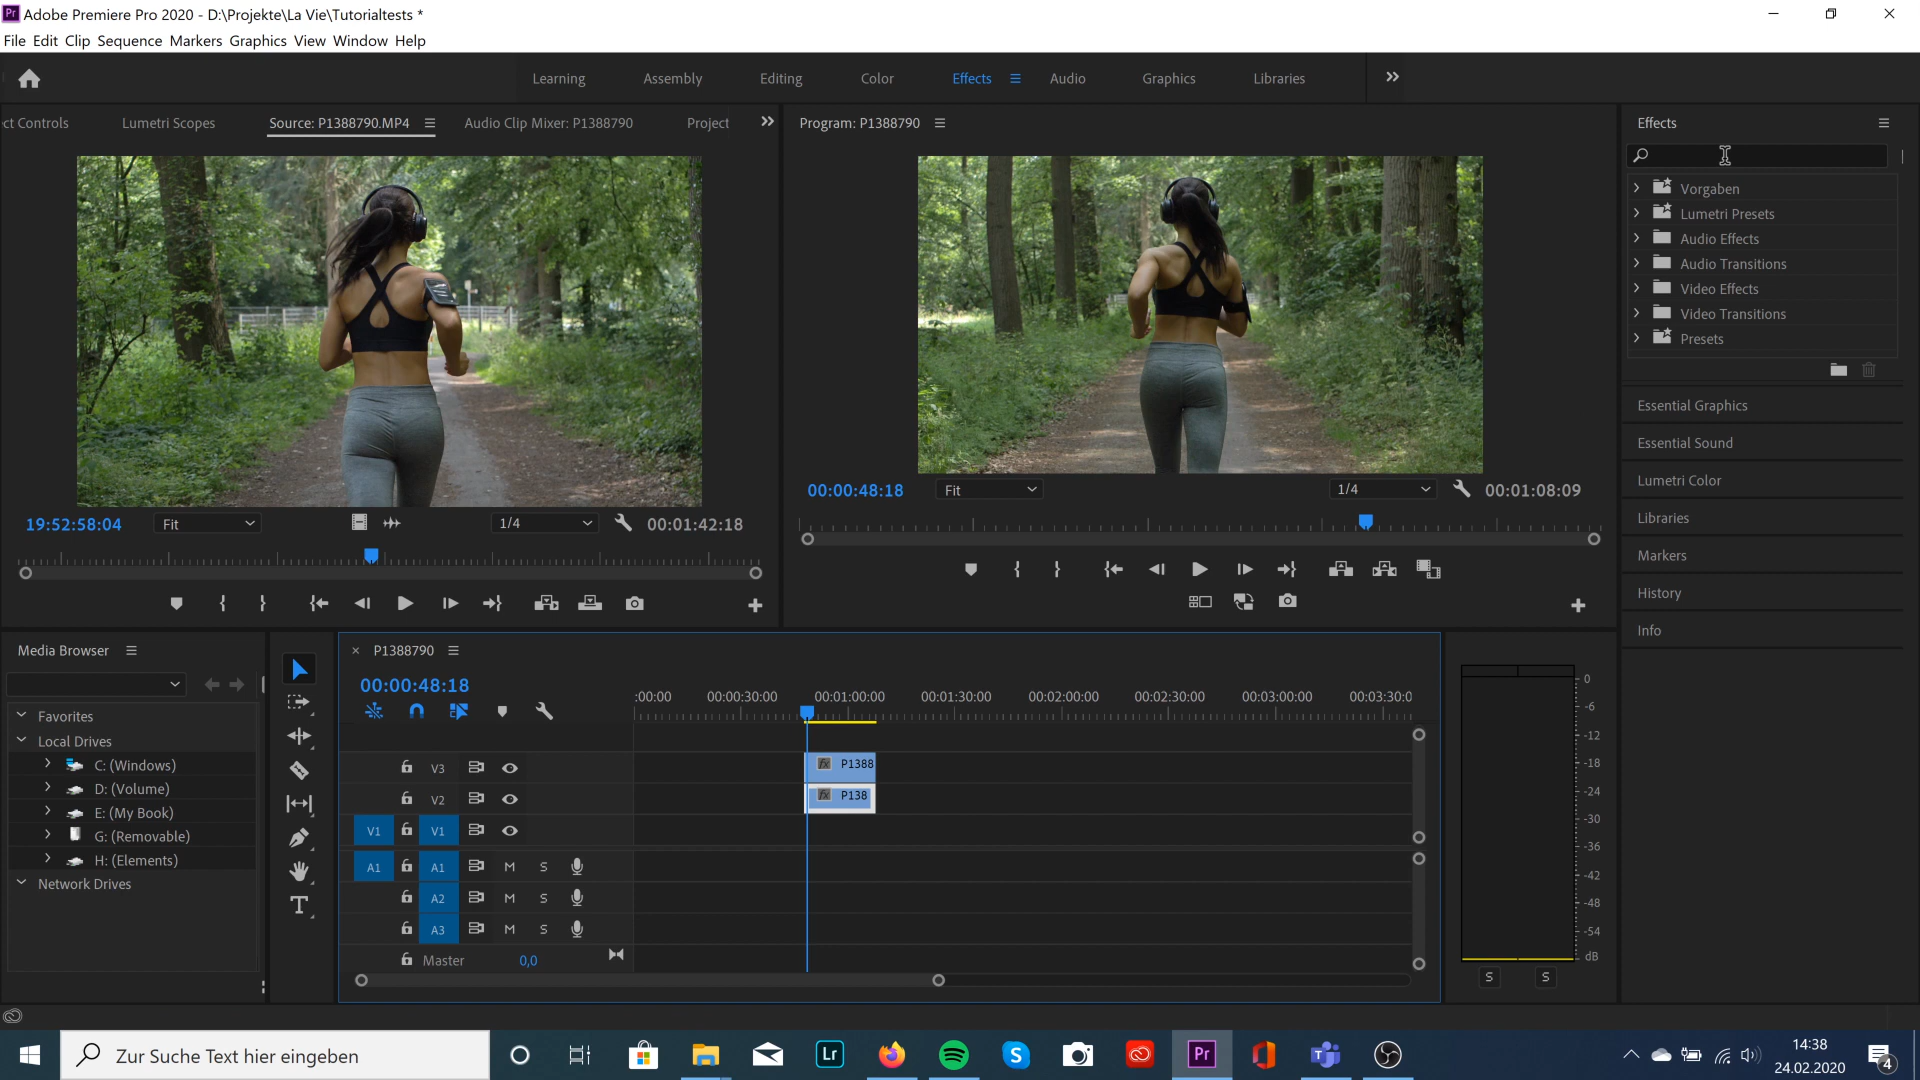 Pr Adobe Premiere Pro 2020 - D:\Projekte\La Vie\Tutorialtests *
File Edit Clip Sequence Markers Graphics View Window Help
Learning Assembly Editing Color Effects Audio Graphics Libraries
ct Controls Lumetri Scopes Source: P1388790.MP4 Audio Clip Mixer: P1388790 Project
Program: P1388790
Effects
Vorgaben
Lumetri Presets
Audio Effects
Audio Transitions
Video Effects
Video Transitions
Presets
Essential Graphics
Essential Sound
Lumetri Color
Libraries
Markers
History
Info
19:52:58:04 Fit 1/4 00:01:42:18
00:00:48:18 Fit 1/4 00:01:08:09
Media Browser
Favorites
Local Drives
C: (Windows)
D: (Volume)
E: (My Book)
G: (Removable)
H: (Elements)
Network Drives
× P1388790
00:00:48:18
:00:00 00:00:30:00 00:01:00:00 00:01:30:00 00:02:00:00 00:02:30:00 00:03:00:00 00:03:30:0
V3 fx P1388
V2 fx P138
V1 V1
A1 A1 M S
A2 M S
A3 M S
Master 0,0
0
-6
-12
-18
-24
-30
-36
-42
-48
-54
dB
S S
Zur Suche Text hier eingeben
Lr
S
Pr
T
14:38
24.02.2020
4